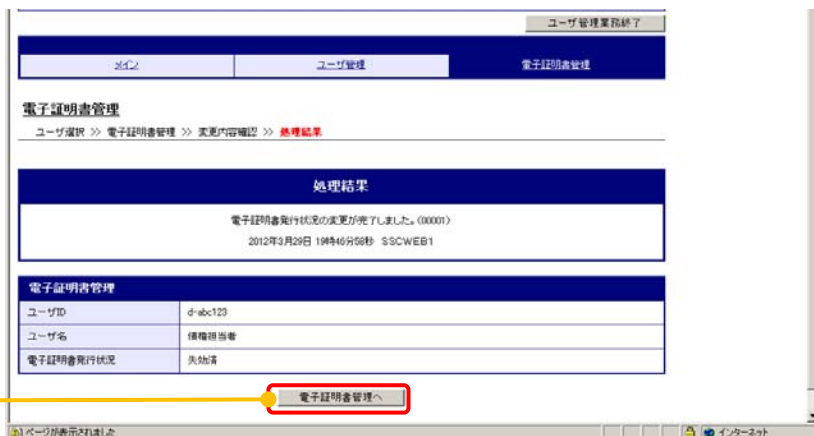 ユーザ管理業務終了
メイン ユーザ管理 電子証明書管理
電子証明書管理
ユーザ選択 ≫ 電子証明書管理 ≫ 変更内容確認 ≫ 処理結果
処理結果
電子証明書発行状況の変更が完了しました。(00001)
2012年3月29日 19時46分58秒 SSCWEB1
電子証明書管理
ユーザID d-abc123
ユーザ名 債権担当者
電子証明書発行状況 失効済
電子証明書管理へ
ページが表示されました インターネット